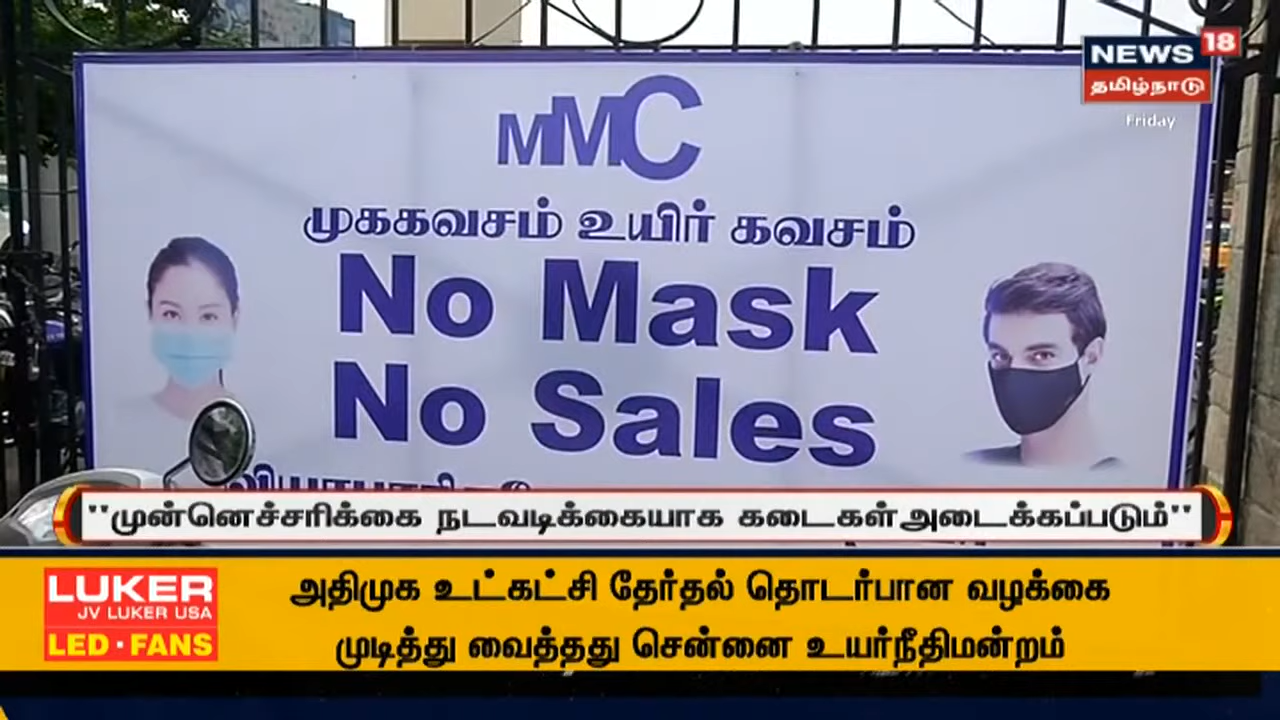 NEWS 18
தமிழ்நாடு
Friday
MMC
முககவசம் உயிர் கவசம்
No Mask
No Sales
"முன்னெச்சரிக்கை நடவடிக்கையாக கடைகள் அடைக்கப்படும்"
LUKER
JV LUKER USA
LED · FANS
அதிமுக உட்கட்சி தேர்தல் தொடர்பான வழக்கை
முடித்து வைத்தது சென்னை உயர்நீதிமன்றம்